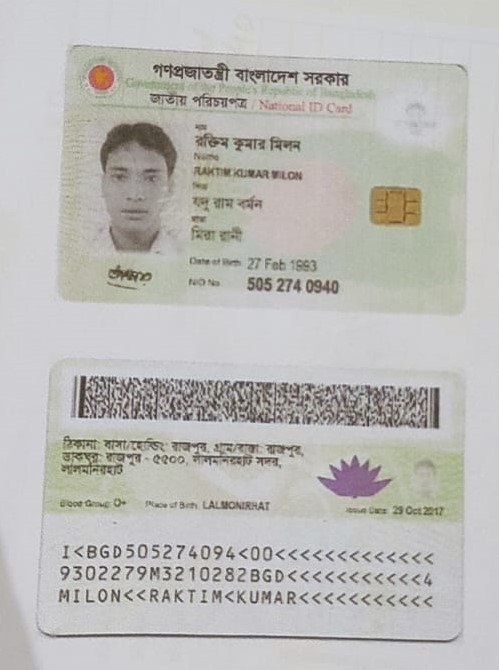 গণপ্রজাতন্ত্রী বাংলাদেশ সরকার
Government of the People's Republic of Bangladesh
জাতীয় পরিচয়পত্র / National ID Card
নাম
রক্তিম কুমার মিলন
Name
RAKTIM KUMAR MILON
পিতা
যদু রাম বর্মন
মাতা
মিরা রানী
Date of Birth 27 Feb 1993
NID No 505 274 0940
ঠিকানা: বাসা/হোল্ডিং: রাজপুর, গ্রাম/রাস্তা: রাজপুর,
ডাকঘর: রাজপুর - ৫৫০০, লালমনিরহাট সদর,
লালমনিরহাট
Blood Group: O+ Place of Birth: LALMONIRHAT Issue Date: 29 Oct 2017
I<BGD505274094<00<<<<<<<<<<<<<
9302279M3210282BGD<<<<<<<<<<<4
MILON<<RAKTIM<KUMAR<<<<<<<<<<<